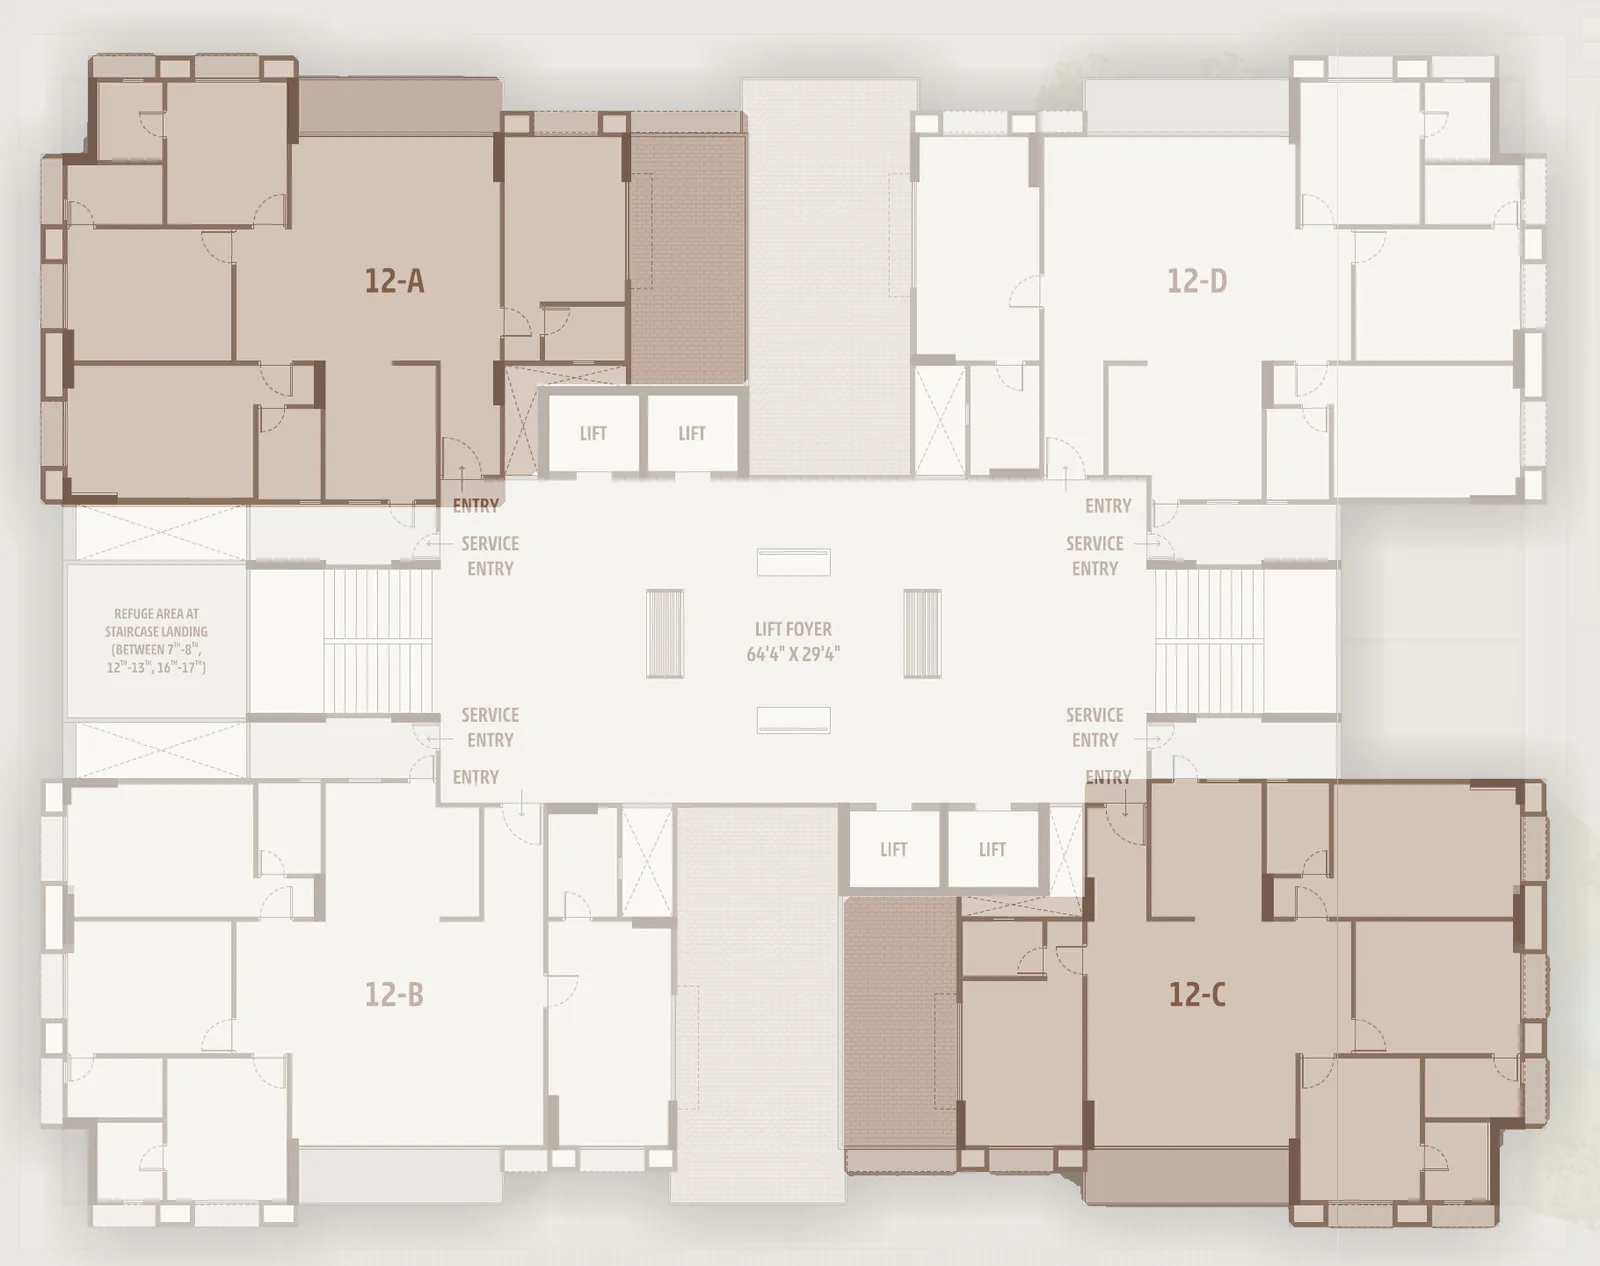 12-A
12-D
LIFT
LIFT
ENTRY
SERVICE
ENTRY
ENTRY
SERVICE
ENTRY
REFUGE AREA AT
STAIRCASE LANDING
(BETWEEN 7TH-8TH,
12TH-13TH, 16TH-17TH)
LIFT FOYER
64'4" X 29'4"
SERVICE
ENTRY
ENTRY
SERVICE
ENTRY
ENTRY
LIFT
LIFT
12-B
12-C